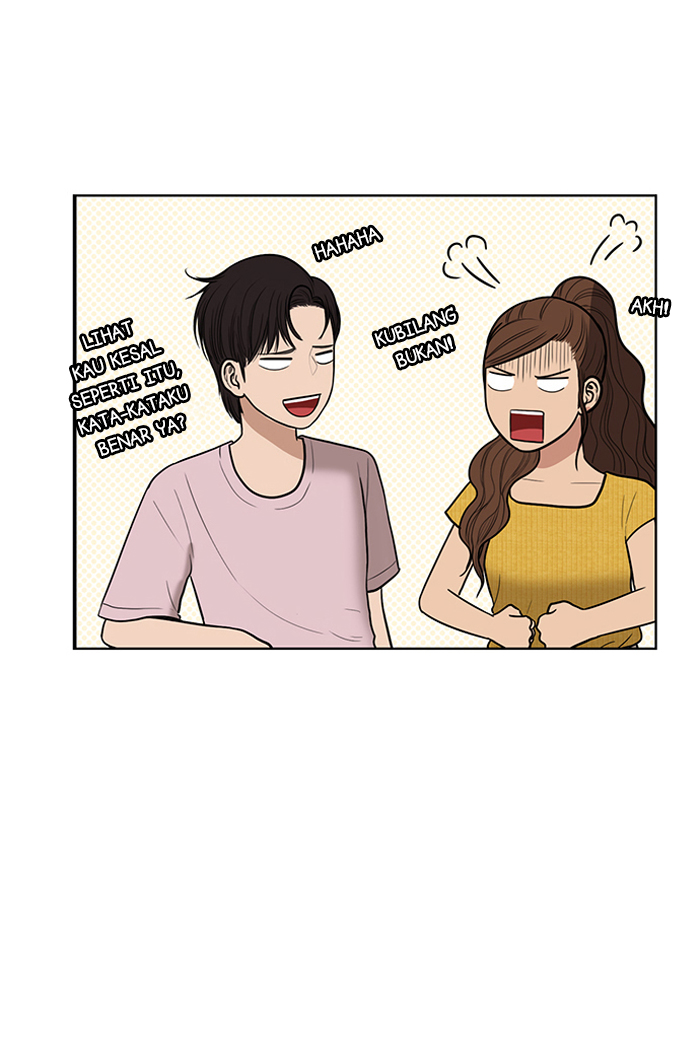 HAHAHA
LIHAT
KAU KESAL
SEPERTI ITU,
KATA-KATAKU
BENAR YA?
KUBILANG
BUKAN!
AKH!